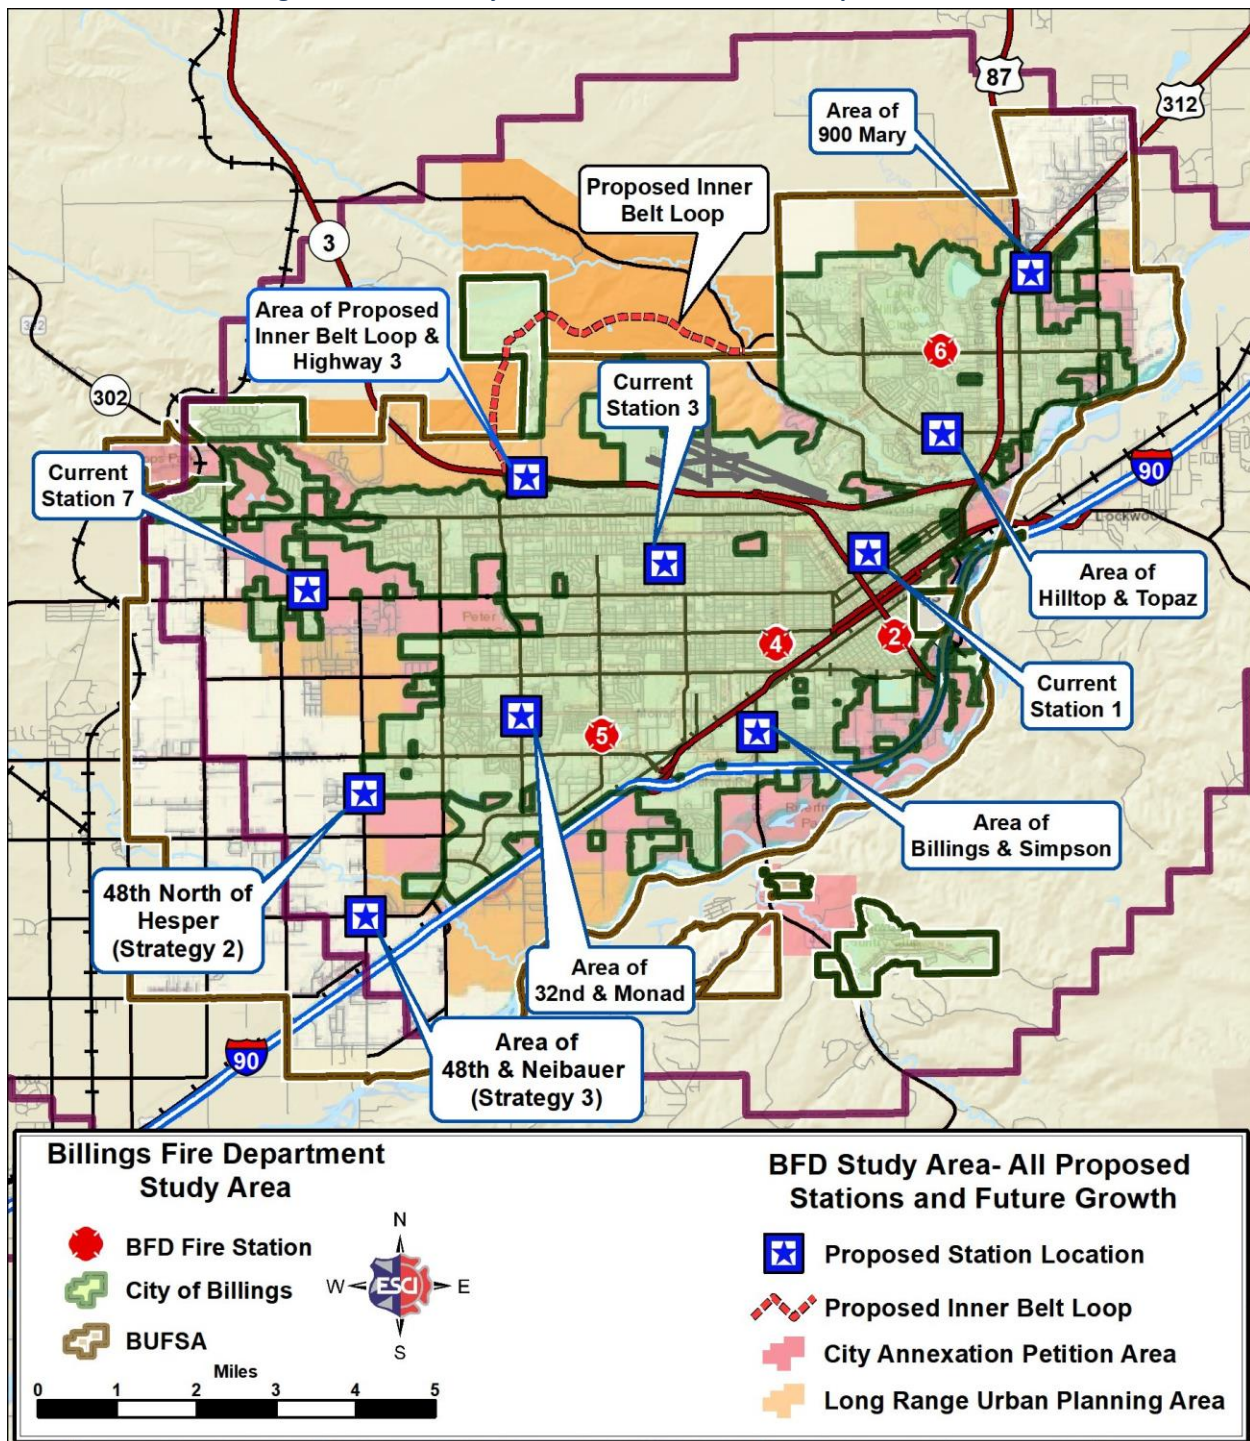 87
312
Area of
900 Mary
Proposed Inner
Belt Loop
3
Area of Proposed
Inner Belt Loop &
Highway 3
6
302
Current
Station 3
90
Current
Station 7
Lockwood
Area of
Hilltop & Topaz
4
2
Current
Station 1
5
Area of
Billings & Simpson
48th North of
Hesper
(Strategy 2)
Area of
32nd & Monad
Area of
48th & Neibauer
(Strategy 3)
90
Billings Fire Department
Study Area
BFD Fire Station
City of Billings
BUFSA
N
W
ESCI
E
S
Miles
0 1 2 3 4 5
BFD Study Area- All Proposed
Stations and Future Growth
Proposed Station Location
Proposed Inner Belt Loop
City Annexation Petition Area
Long Range Urban Planning Area